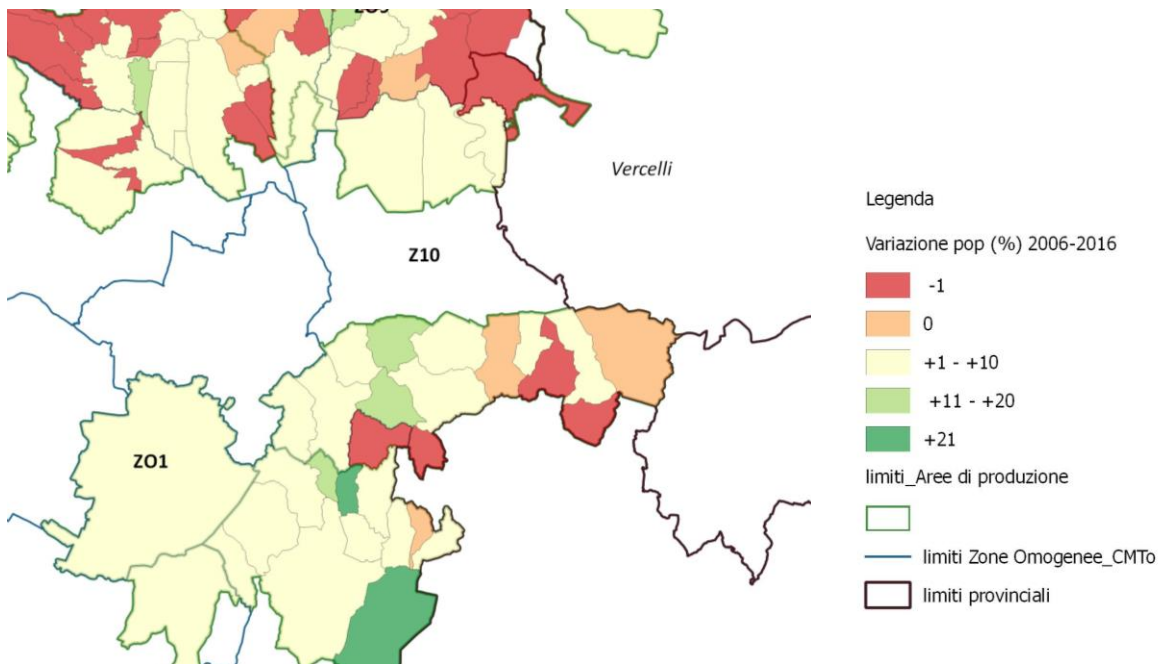 ZO9
Vercelli
Z10
ZO1
Legenda
Variazione pop (%) 2006-2016
-1
0
+1 - +10
+11 - +20
+21
limiti_Aree di produzione
limiti Zone Omogenee_CMTo
limiti provinciali